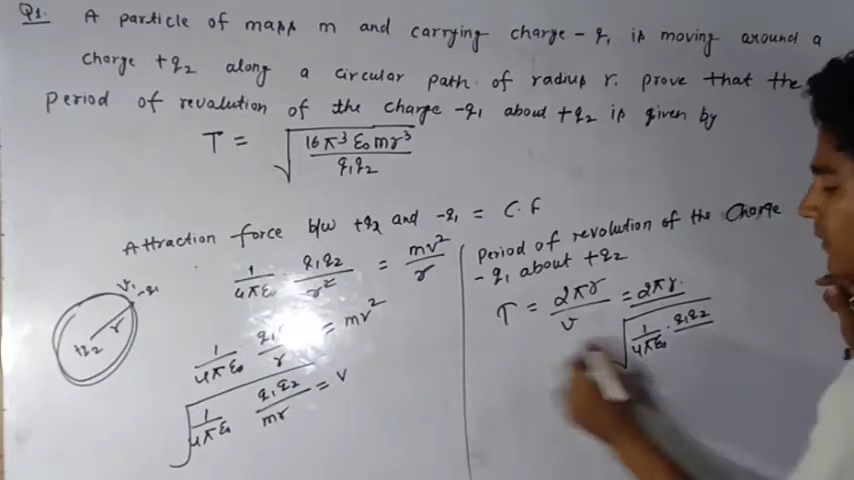 Q1. A particle of mass m and carrying charge -q₁ is moving around a
charge +q₂ along a circular path of radius r. prove that the
period of revalution of the charge -q₁ about +q₂ is given by
T = √(16π³ε₀mr³ / q₁q₂)
Attraction force b/w +q₂ and -q₁ = C.F
1/4πε₀ · q₁q₂/r² = mv²/r
1/4πε₀ q₁ /r = mv²
√(1/4πε₀ q₁q₂/mr) = v
v, -q₁
r
+q₂
Period of revolution of the Charge
-q₁ about +q₂
T = 2πr/v = 2πr. / √(1/4πε₀ · q₁q₂)